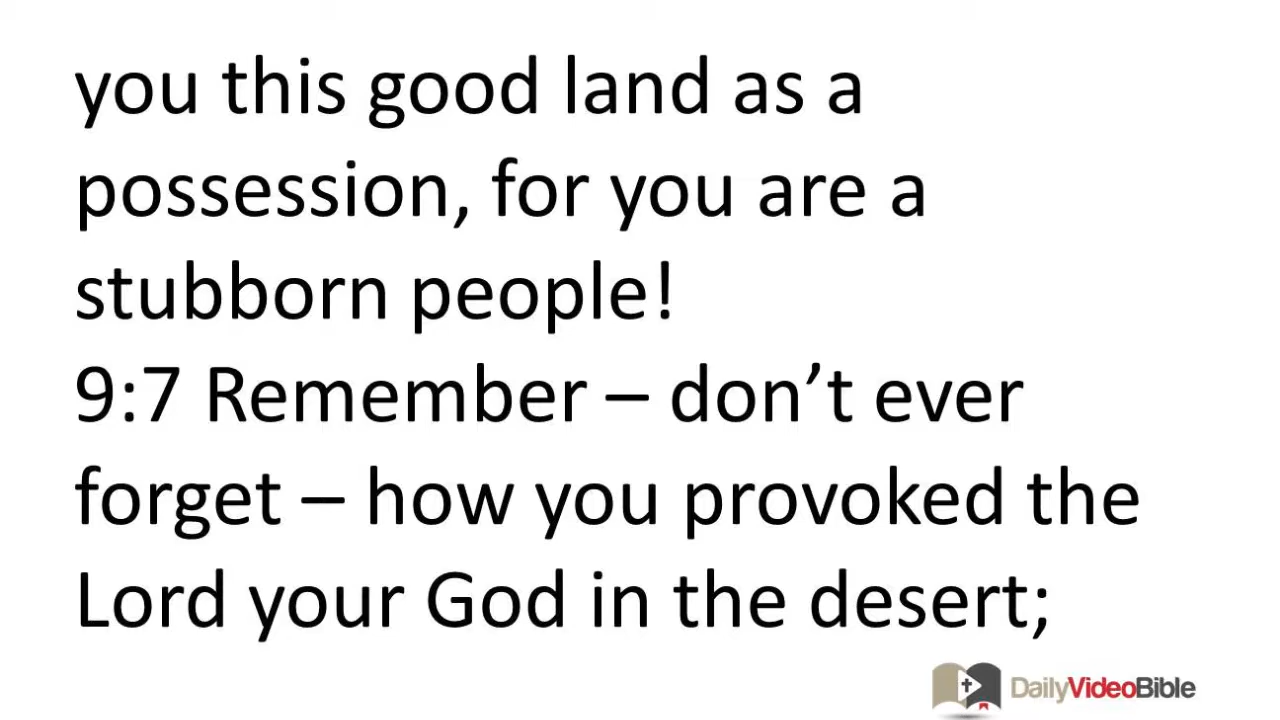 you this good land as a
possession, for you are a
stubborn people!
9:7 Remember – don’t ever
forget – how you provoked the
Lord your God in the desert;
DailyVideoBible